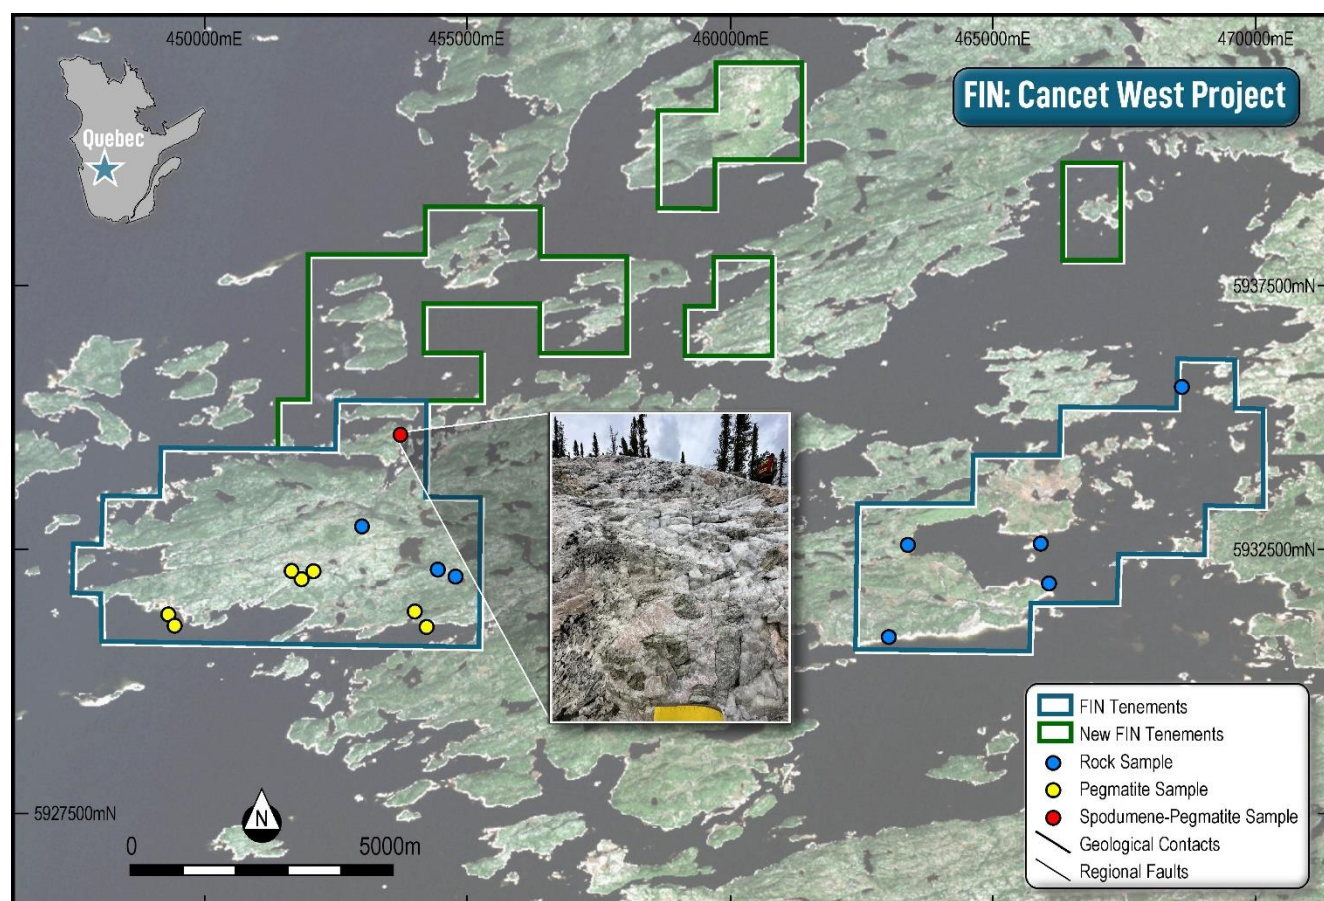 450000mE
455000mE
460000mE
465000mE
470000mE
FIN: Cancet West Project
Quebec
5937500mN
5932500mN
5927500mN
N
0
5000m
FIN Tenements
New FIN Tenements
Rock Sample
Pegmatite Sample
Spodumene-Pegmatite Sample
Geological Contacts
Regional Faults